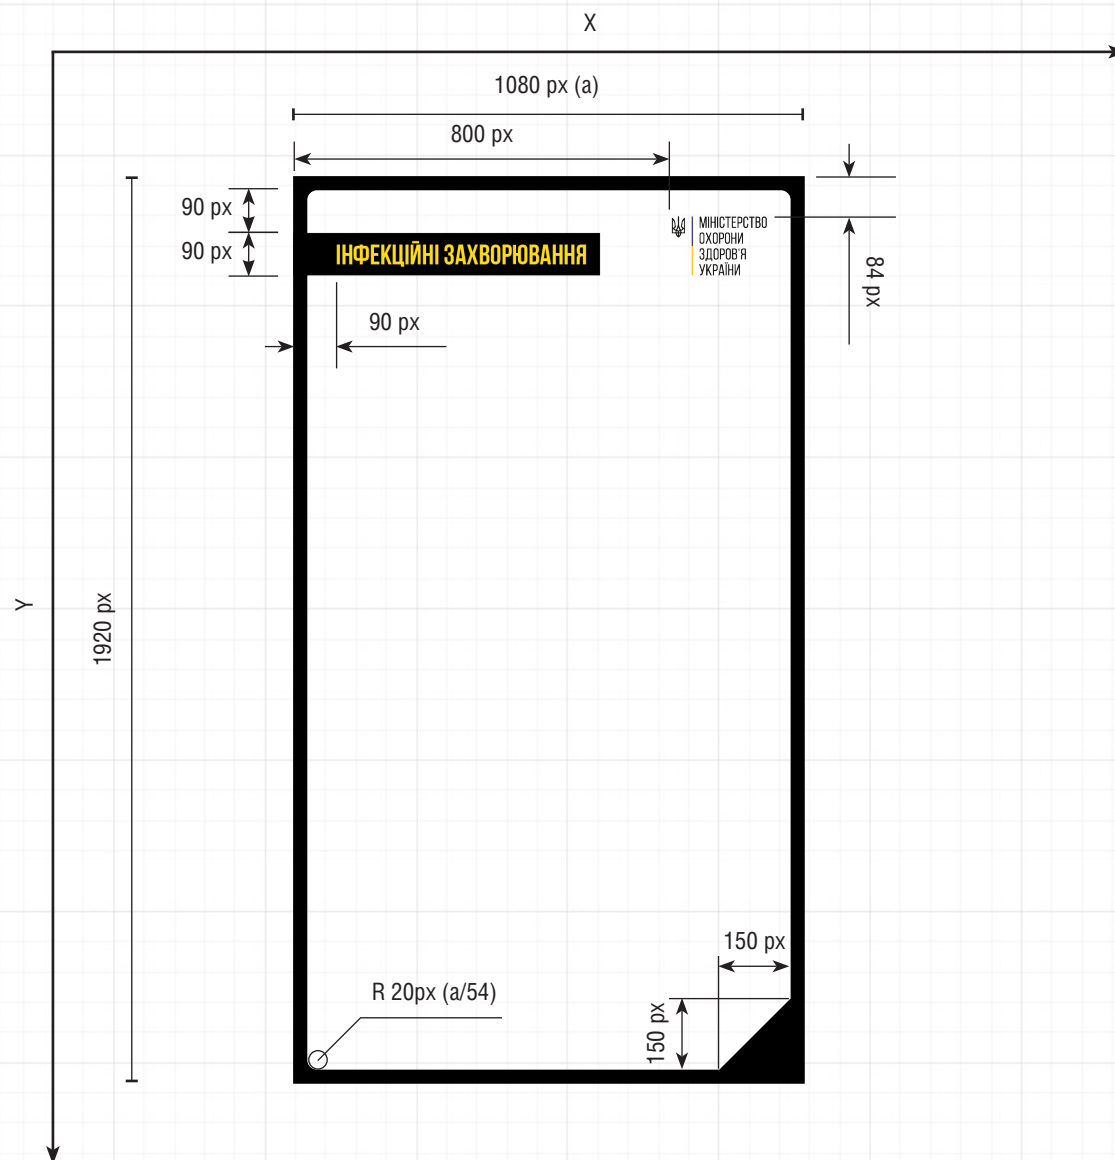 X
1080 px (a)
800 px
90 px
90 px
ІНФЕКЦІЙНІ ЗАХВОРЮВАННЯ
МІНІСТЕРСТВО
ОХОРОНИ
ЗДОРОВ'Я
УКРАЇНИ
84 px
90 px
Y
1920 px
150 px
R 20px (a/54)
150 px